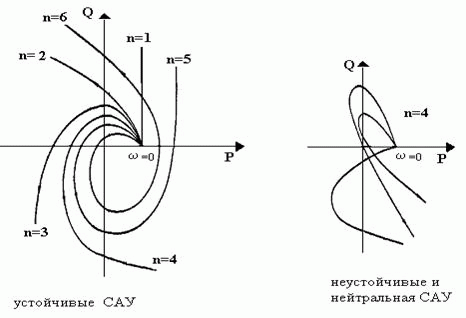 n=6
Q
n=1
n= 2
n=5
ω=0
P
n=3
n=4
устойчивые САУ
Q
n=4
ω=0
P
неустойчивые и
нейтральная САУ